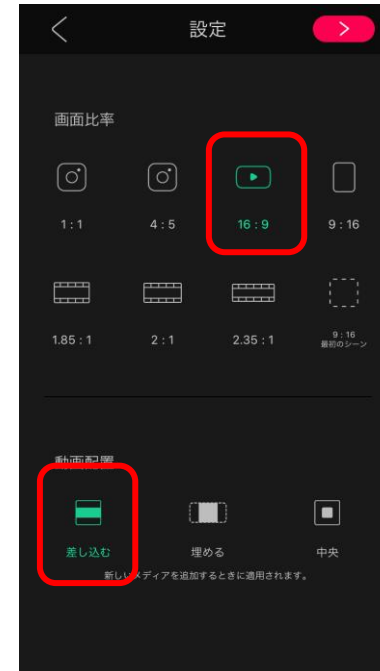 設定
画面比率
1:1 4:5 16:9 9:16
1.85:1 2:1 2.35:1 9:16
最初のシーン
動画配置
差し込む 埋める 中央
新しいメディアを追加するときに適用されます。